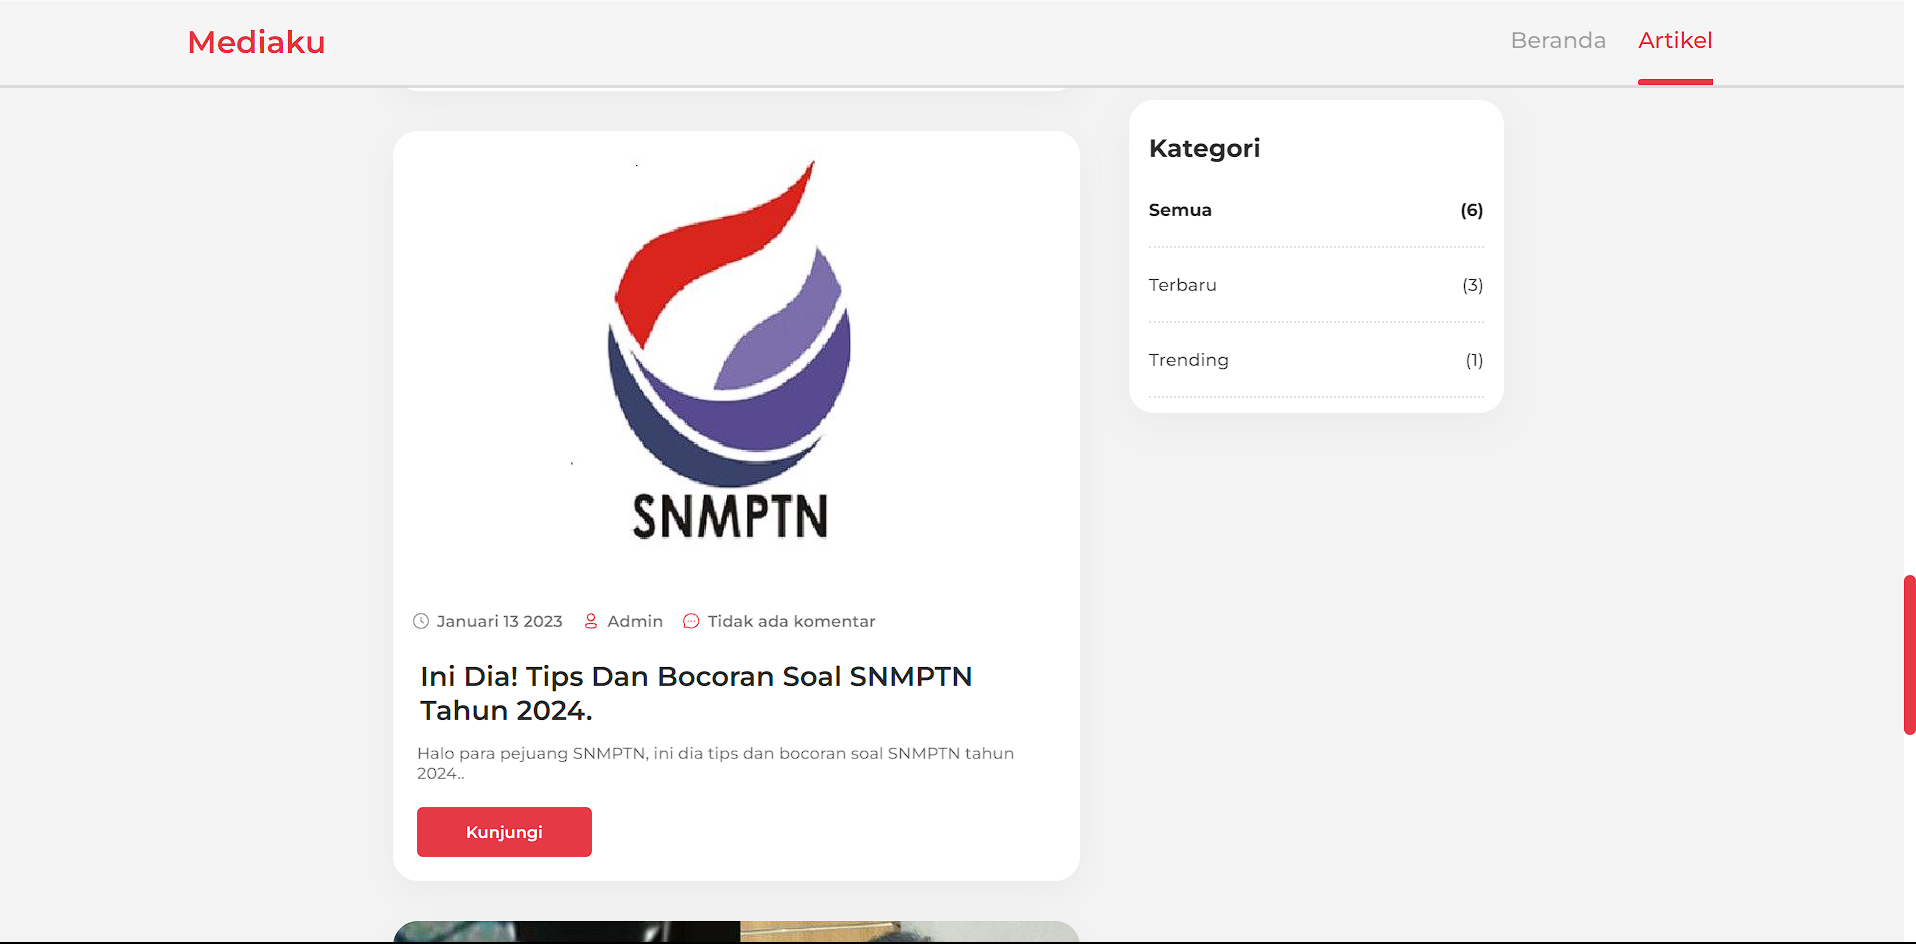 Mediaku
Beranda
Artikel
SNMPTN
Januari 13 2023
Admin
Tidak ada komentar
Ini Dia! Tips Dan Bocoran Soal SNMPTN
Tahun 2024.
Halo para pejuang SNMPTN, ini dia tips dan bocoran soal SNMPTN tahun
2024..
Kunjungi
Kategori
Semua (6)
Terbaru (3)
Trending (1)